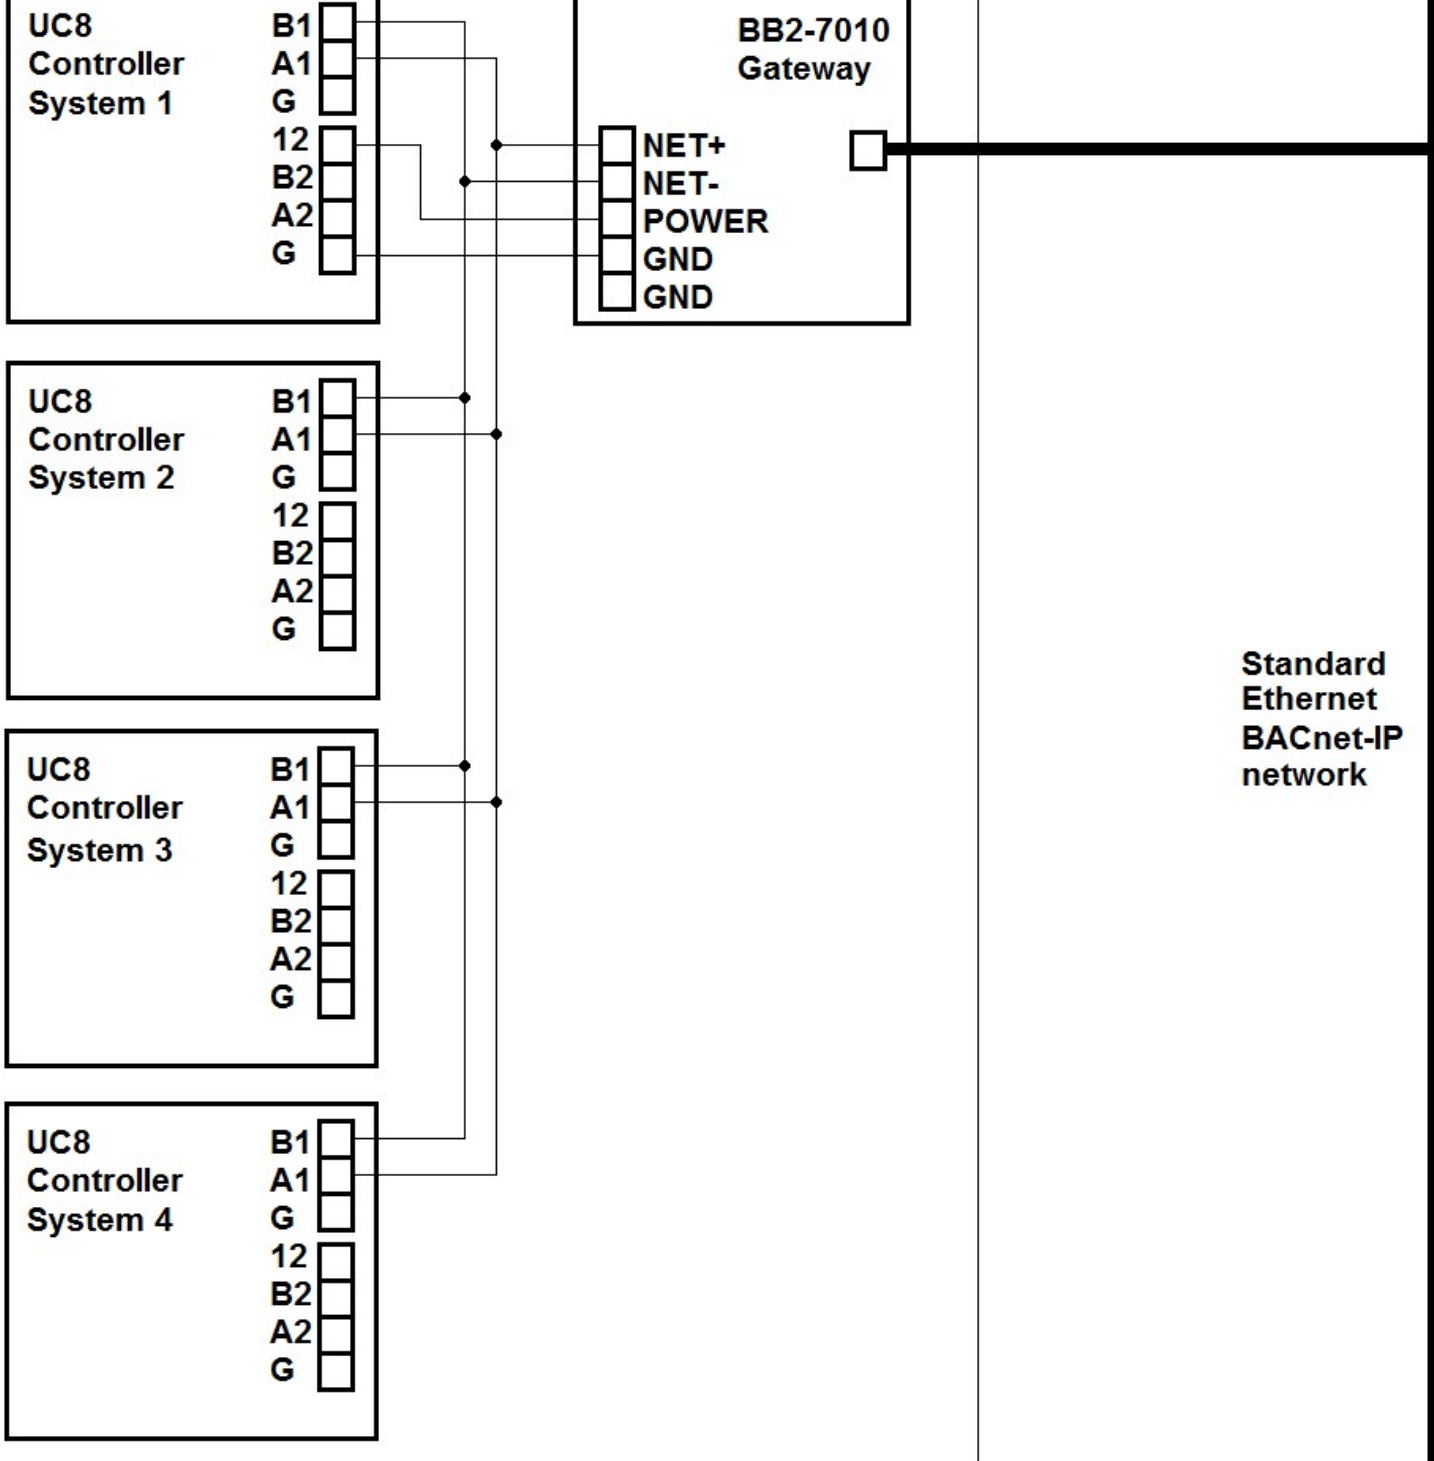 UC8
Controller
System 1
B1
A1
G
12
B2
A2
G
BB2-7010
Gateway
NET+
NET-
POWER
GND
GND
UC8
Controller
System 2
B1
A1
G
12
B2
A2
G
Standard
Ethernet
BACnet-IP
network
UC8
Controller
System 3
B1
A1
G
12
B2
A2
G
UC8
Controller
System 4
B1
A1
G
12
B2
A2
G